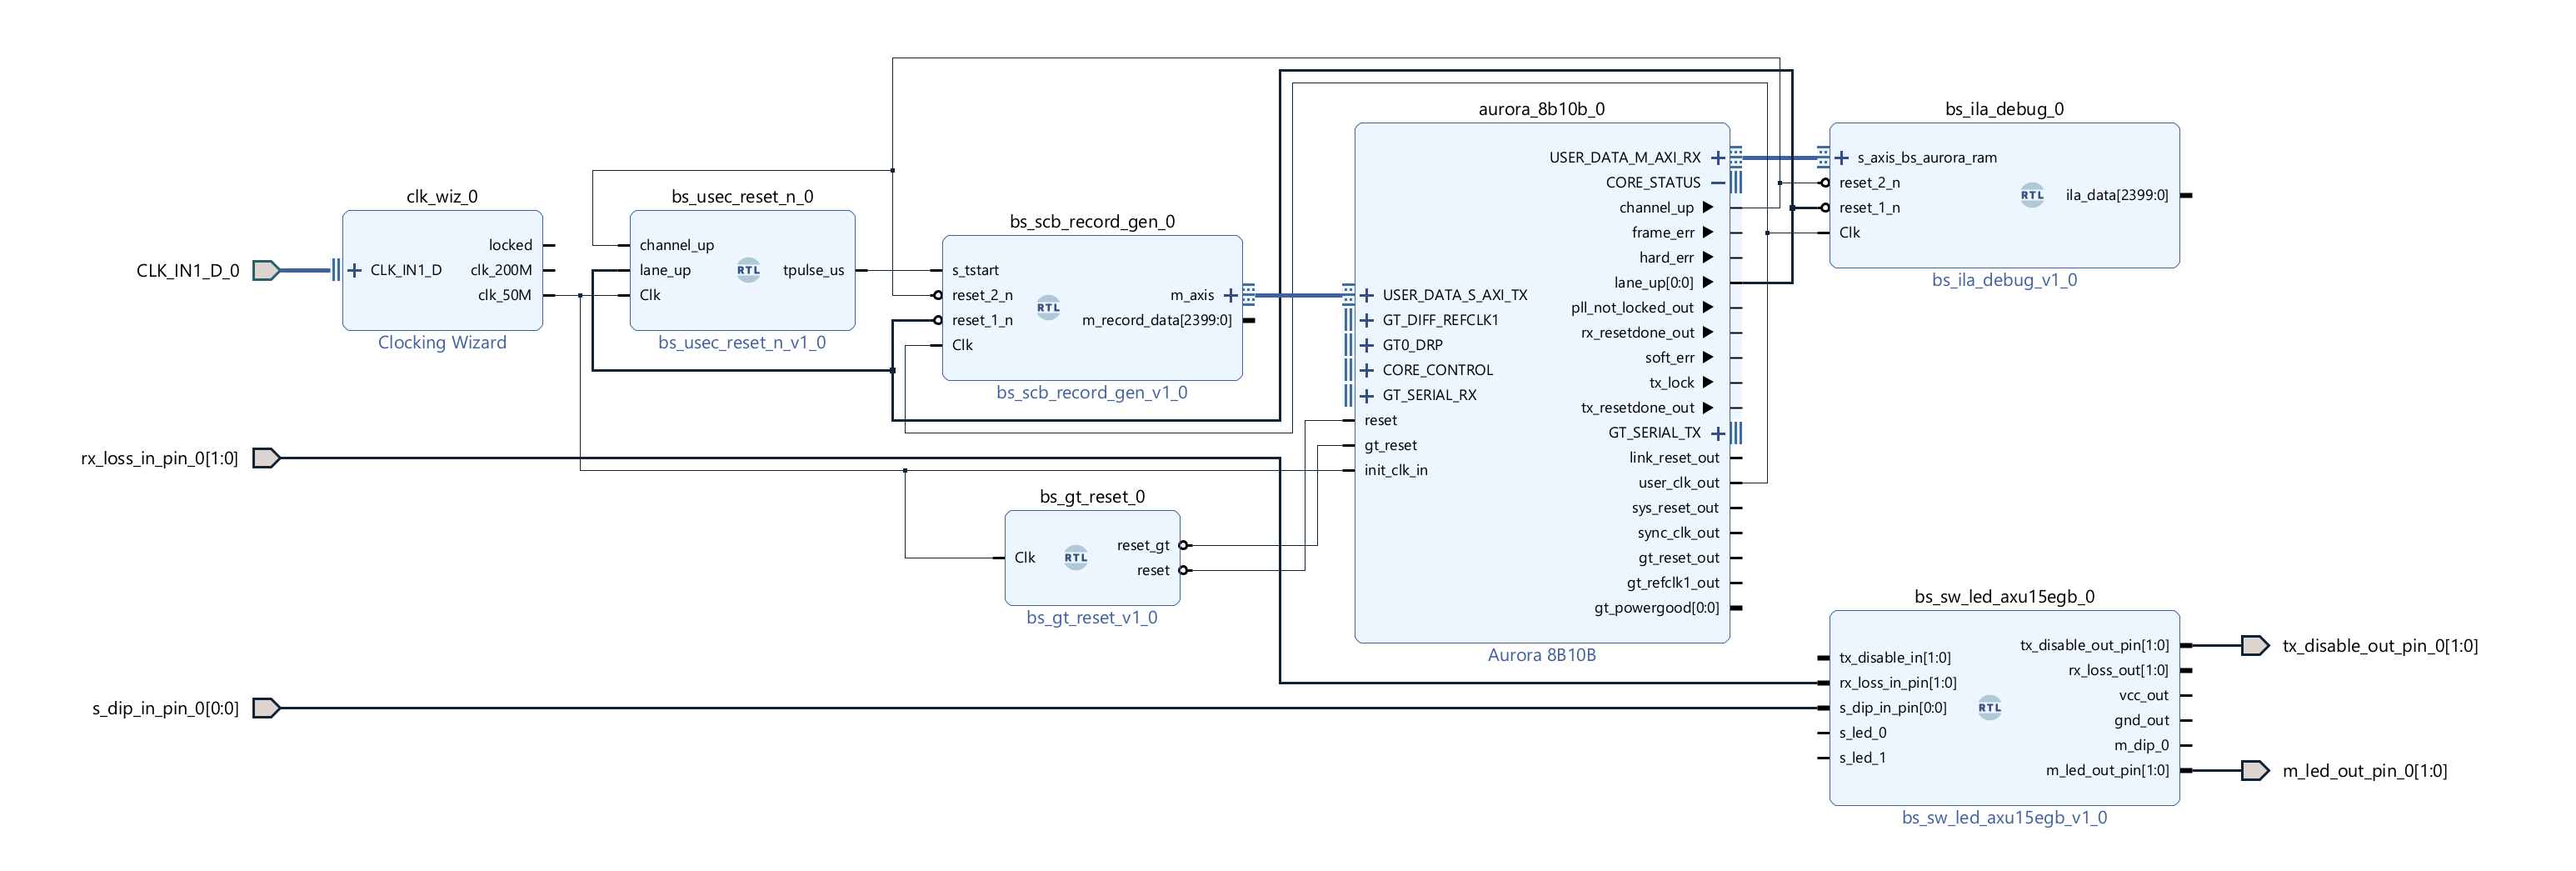 CLK_IN1_D_0
rx_loss_in_pin_0[1:0]
s_dip_in_pin_0[0:0]
clk_wiz_0
CLK_IN1_D
locked
clk_200M
clk_50M
Clocking Wizard
bs_usec_reset_n_0
channel_up
lane_up
Clk
RTL
tpulse_us
bs_usec_reset_n_v1_0
bs_scb_record_gen_0
s_tstart
reset_2_n
reset_1_n
Clk
RTL
m_axis
m_record_data[2399:0]
bs_scb_record_gen_v1_0
bs_gt_reset_0
Clk
RTL
reset_gt
reset
bs_gt_reset_v1_0
aurora_8b10b_0
USER_DATA_S_AXI_TX
GT_DIFF_REFCLK1
GT0_DRP
CORE_CONTROL
GT_SERIAL_RX
reset
gt_reset
init_clk_in
USER_DATA_M_AXI_RX
CORE_STATUS
channel_up
frame_err
hard_err
lane_up[0:0]
pll_not_locked_out
rx_resetdone_out
soft_err
tx_lock
tx_resetdone_out
GT_SERIAL_TX
link_reset_out
user_clk_out
sys_reset_out
sync_clk_out
gt_reset_out
gt_refclk1_out
gt_powergood[0:0]
Aurora 8B10B
bs_ila_debug_0
s_axis_bs_aurora_ram
reset_2_n
reset_1_n
Clk
RTL
ila_data[2399:0]
bs_ila_debug_v1_0
bs_sw_led_axu15egb_0
tx_disable_in[1:0]
rx_loss_in_pin[1:0]
s_dip_in_pin[0:0]
s_led_0
s_led_1
RTL
tx_disable_out_pin[1:0]
rx_loss_out[1:0]
vcc_out
gnd_out
m_dip_0
m_led_out_pin[1:0]
bs_sw_led_axu15egb_v1_0
tx_disable_out_pin_0[1:0]
m_led_out_pin_0[1:0]